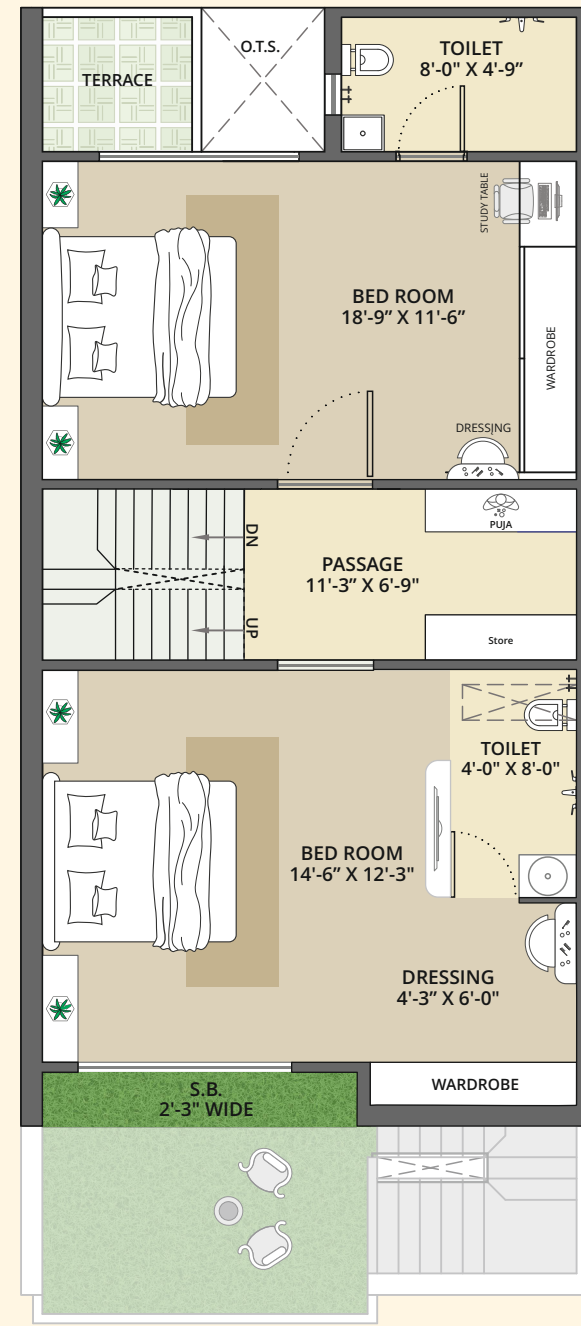 TERRACE
O.T.S.
TOILET
8'-0" X 4'-9”
STUDY TABLE
BED ROOM
18'-9” X 11'-6”
WARDROBE
DRESSING
DN
UP
PUJA
PASSAGE
11'-3" X 6'-9"
Store
TOILET
4'-0" X 8'-0"
BED ROOM
14'-6” X 12'-3"
DRESSING
4'-3” X 6'-0"
WARDROBE
S.B.
2'-3" WIDE